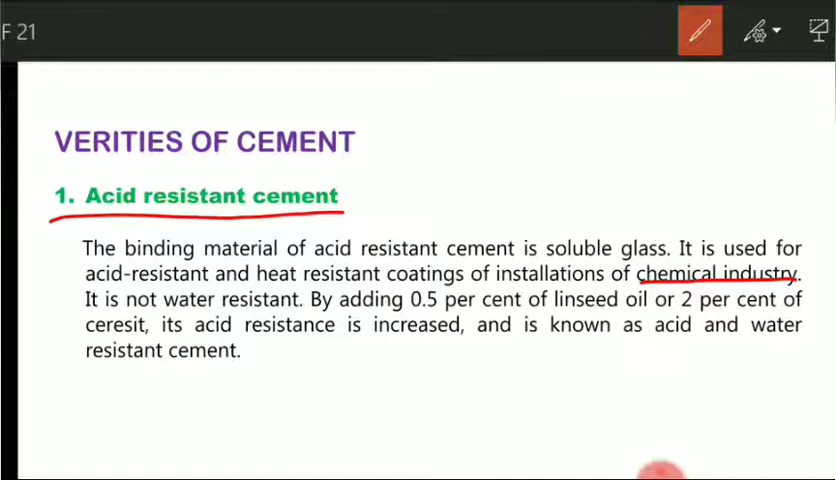 F 21
VERITIES OF CEMENT
1. Acid resistant cement
The binding material of acid resistant cement is soluble glass. It is used for
acid-resistant and heat resistant coatings of installations of chemical industry.
It is not water resistant. By adding 0.5 per cent of linseed oil or 2 per cent of
ceresit, its acid resistance is increased, and is known as acid and water
resistant cement.